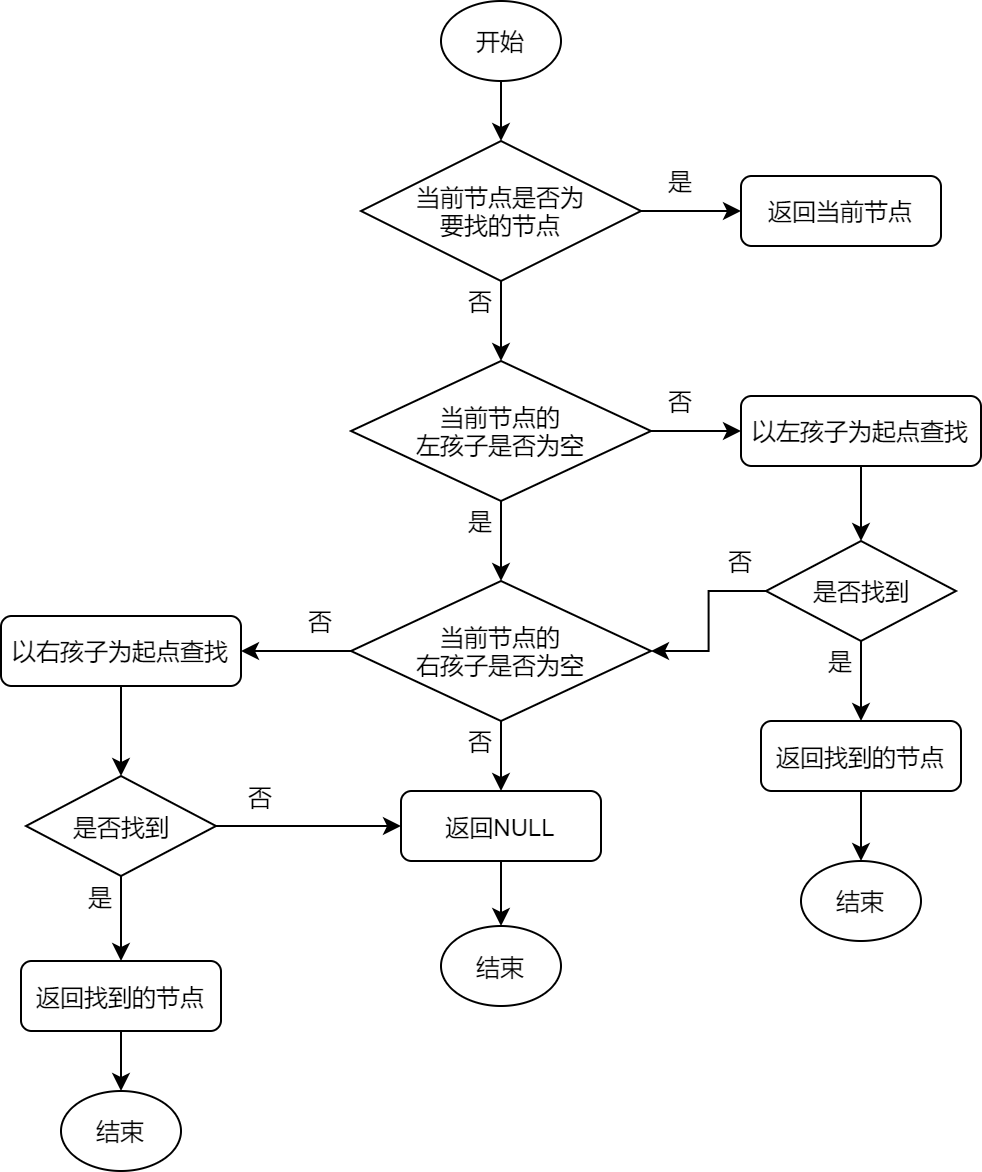 开始
当前节点是否为
要找的节点
是
返回当前节点
否
当前节点的
左孩子是否为空
否
以左孩子为起点查找
是
否
是否找到
以右孩子为起点查找
否
当前节点的
右孩子是否为空
是
返回找到的节点
否
是否找到
否
返回NULL
是
结束
结束
返回找到的节点
结束